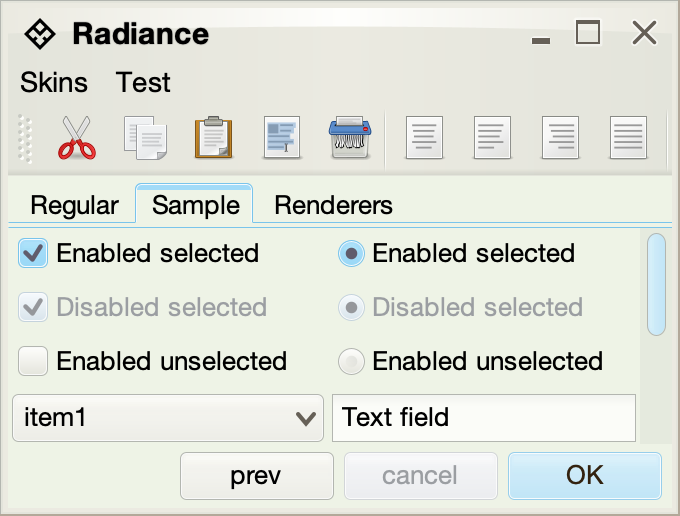 Radiance
Skins Test
Regular Sample Renderers
Enabled selected Enabled selected
Disabled selected Disabled selected
Enabled unselected Enabled unselected
item1 Text field
prev cancel OK